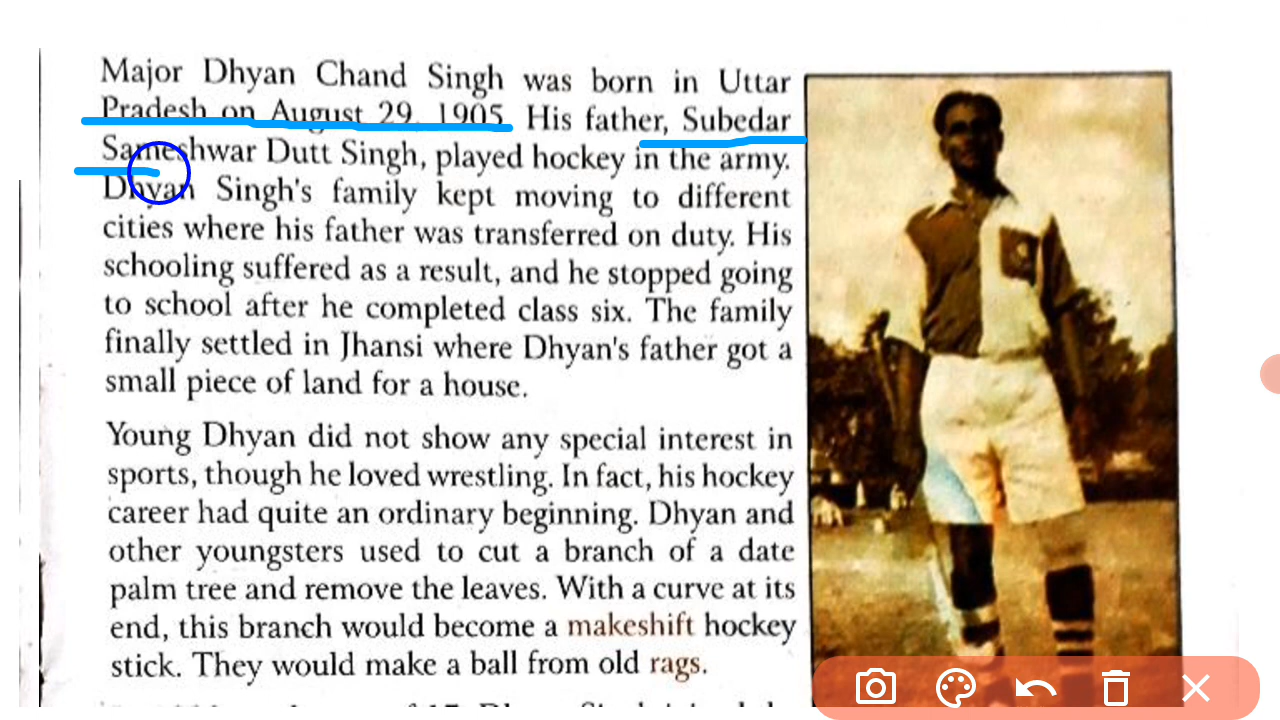 Major Dhyan Chand Singh was born in Uttar
Pradesh on August 29, 1905. His father, Subedar
Sameshwar Dutt Singh, played hockey in the army.
Dhyan Singh's family kept moving to different
cities where his father was transferred on duty. His
schooling suffered as a result, and he stopped going
to school after he completed class six. The family
finally settled in Jhansi where Dhyan's father got a
small piece of land for a house.
Young Dhyan did not show any special interest in
sports, though he loved wrestling. In fact, his hockey
career had quite an ordinary beginning. Dhyan and
other youngsters used to cut a branch of a date
palm tree and remove the leaves. With a curve at its
end, this branch would become a makeshift hockey
stick. They would make a ball from old rags.